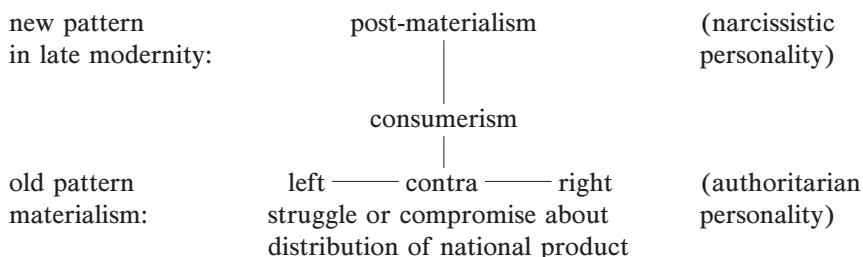 new pattern post-materialism (narcissistic
in late modernity: personality)
consumerism
old pattern left contra right (authoritarian
materialism: struggle or compromise about personality)
distribution of national product